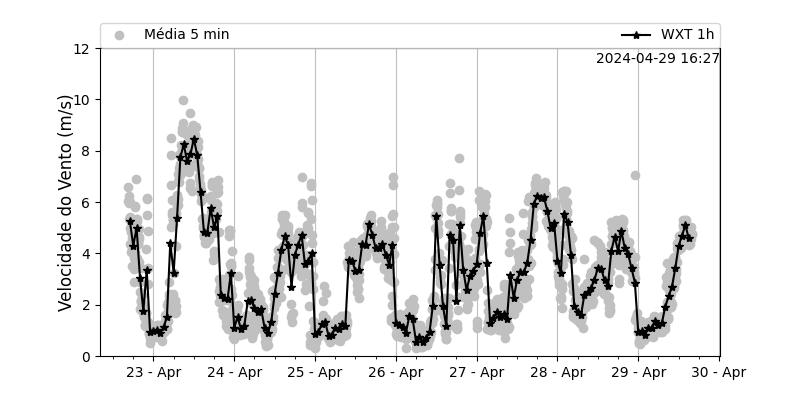 Média 5 min
WXT 1h
2024-04-29 16:27
Velocidade do Vento (m/s)
12
10
8
6
4
2
0
23 - Apr
24 - Apr
25 - Apr
26 - Apr
27 - Apr
28 - Apr
29 - Apr
30 - Apr